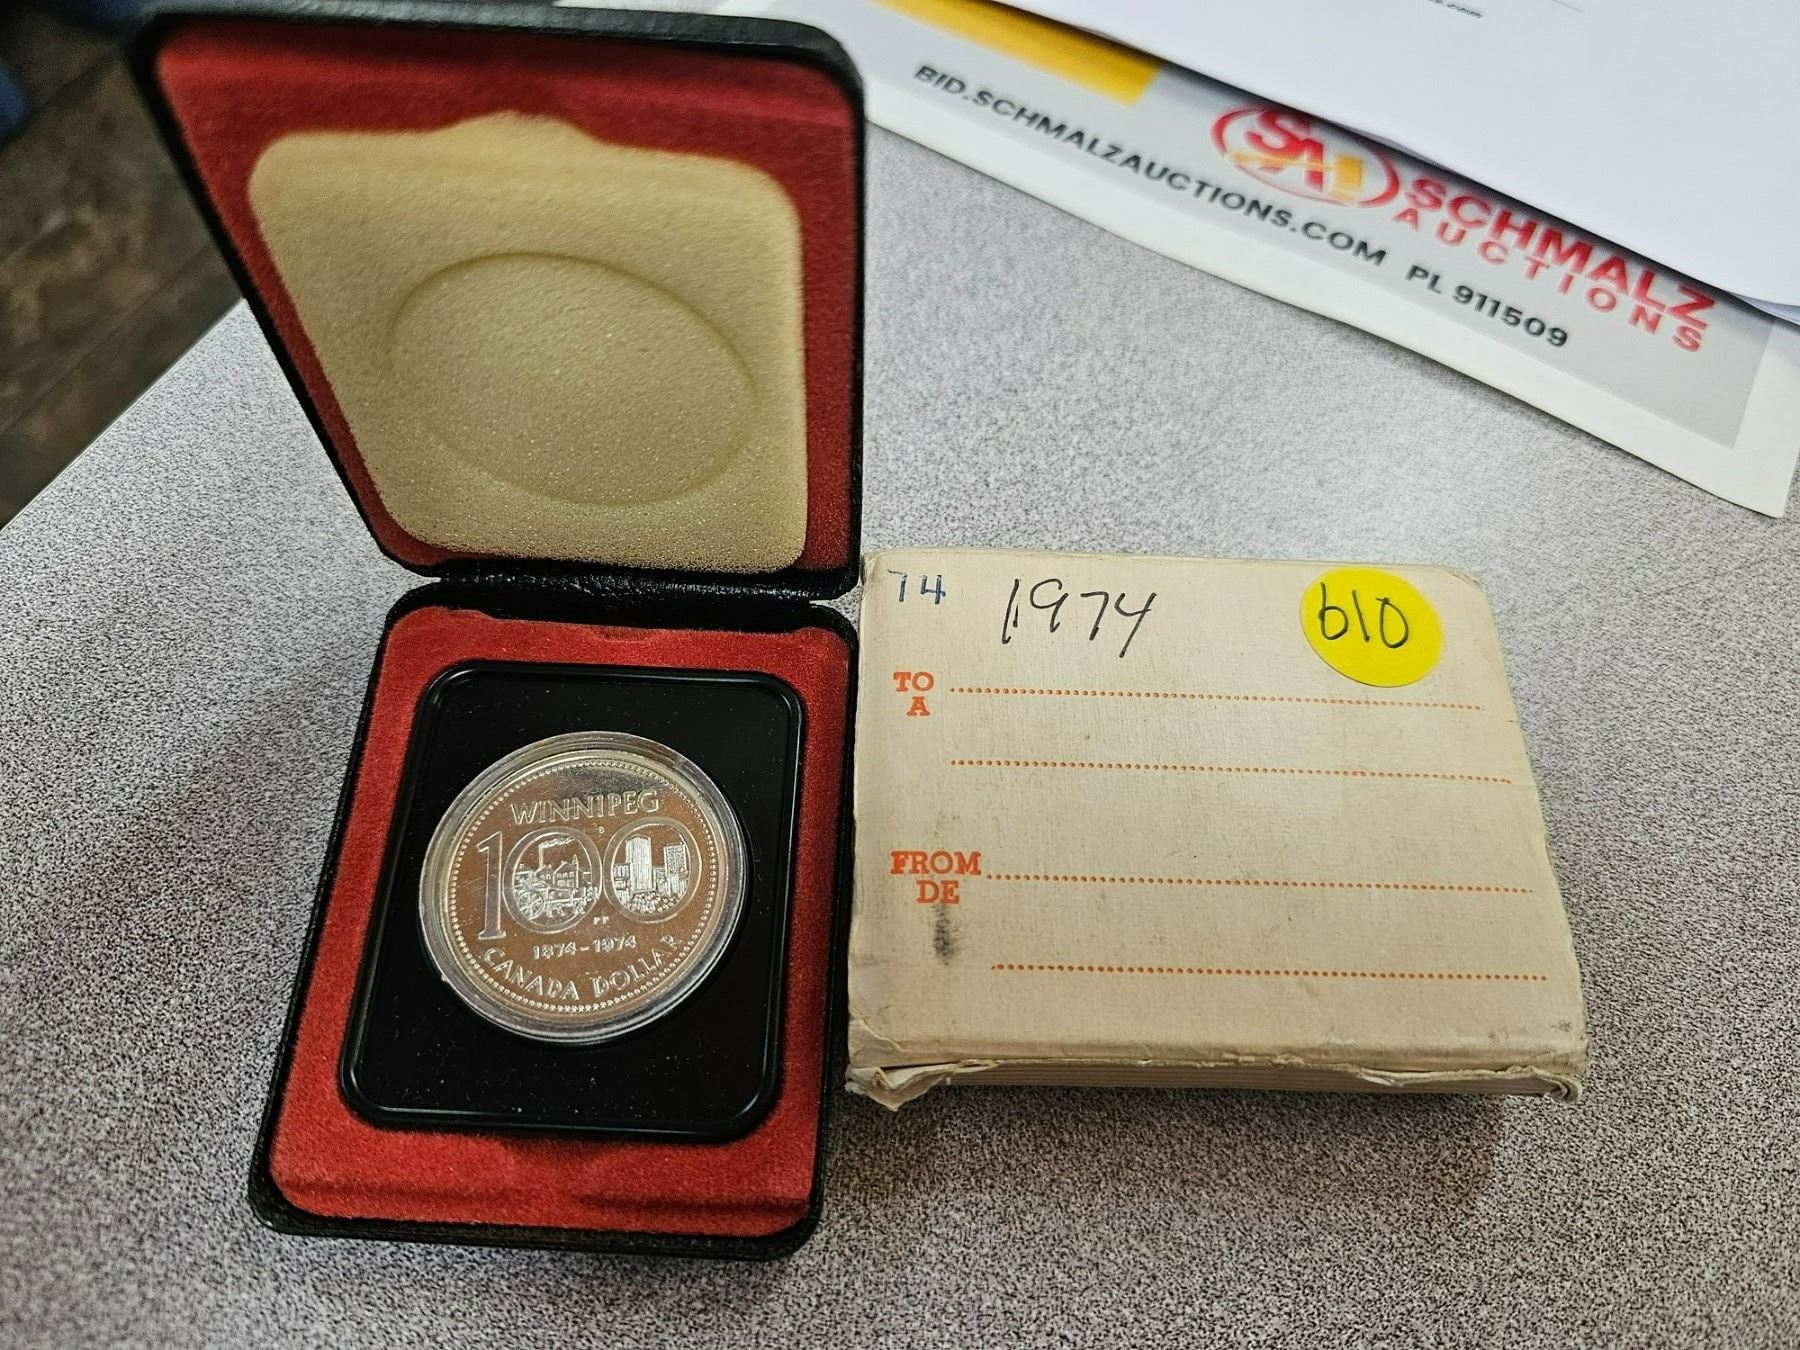 BID.SCHMALZAUCTIONS.COM PL 911509
SCHMALZ
AUCTIONS
74 1974 610
TO
A
FROM
DE
WINNIPEG
100
1874-1974
CANADA DOLLAR